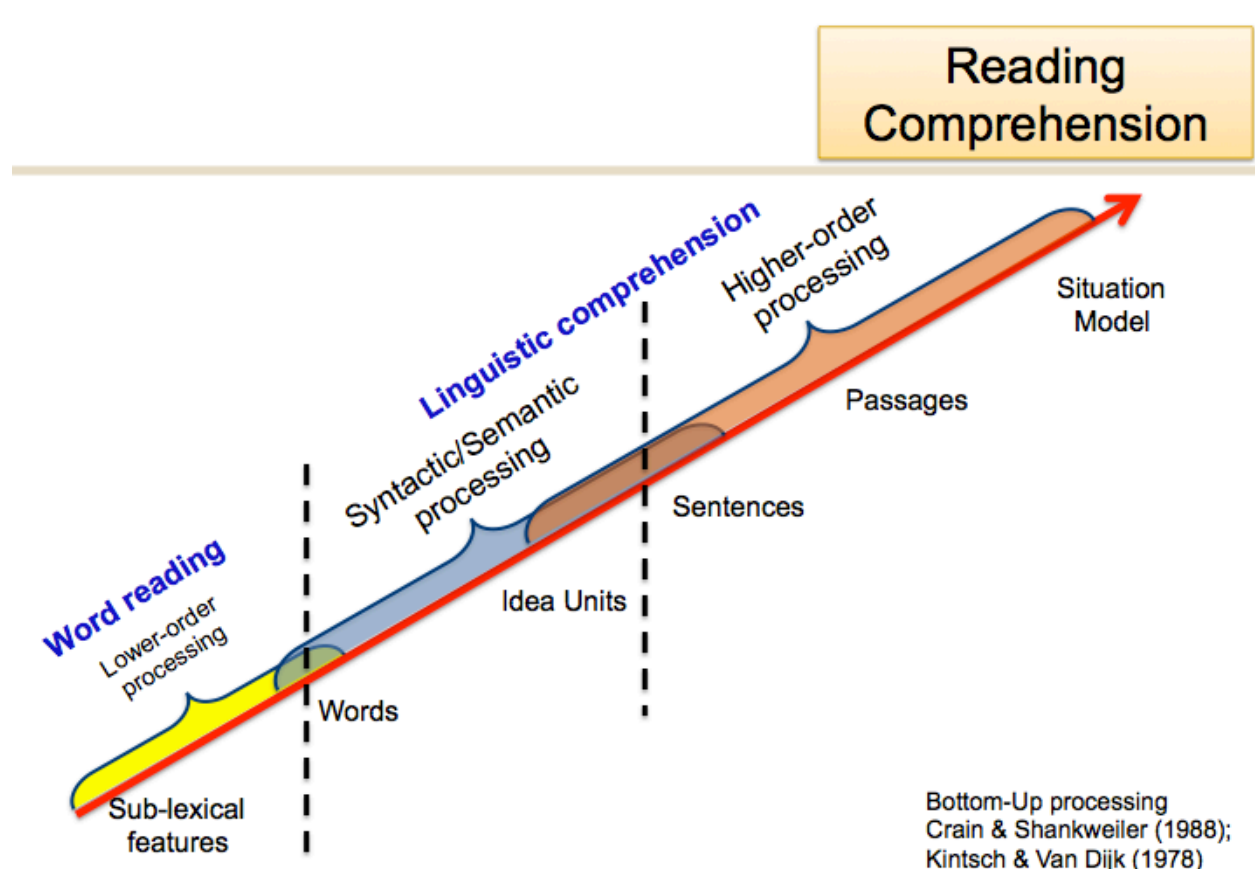 Reading
Comprehension
Linguistic comprehension
Higher-order
processing
Situation
Model
Passages
Syntactic/Semantic
processing
Sentences
Idea Units
Word reading
Lower-order
processing
Words
Sub-lexical
features
Bottom-Up processing
Crain & Shankweiler (1988);
Kintsch & Van Dijk (1978)